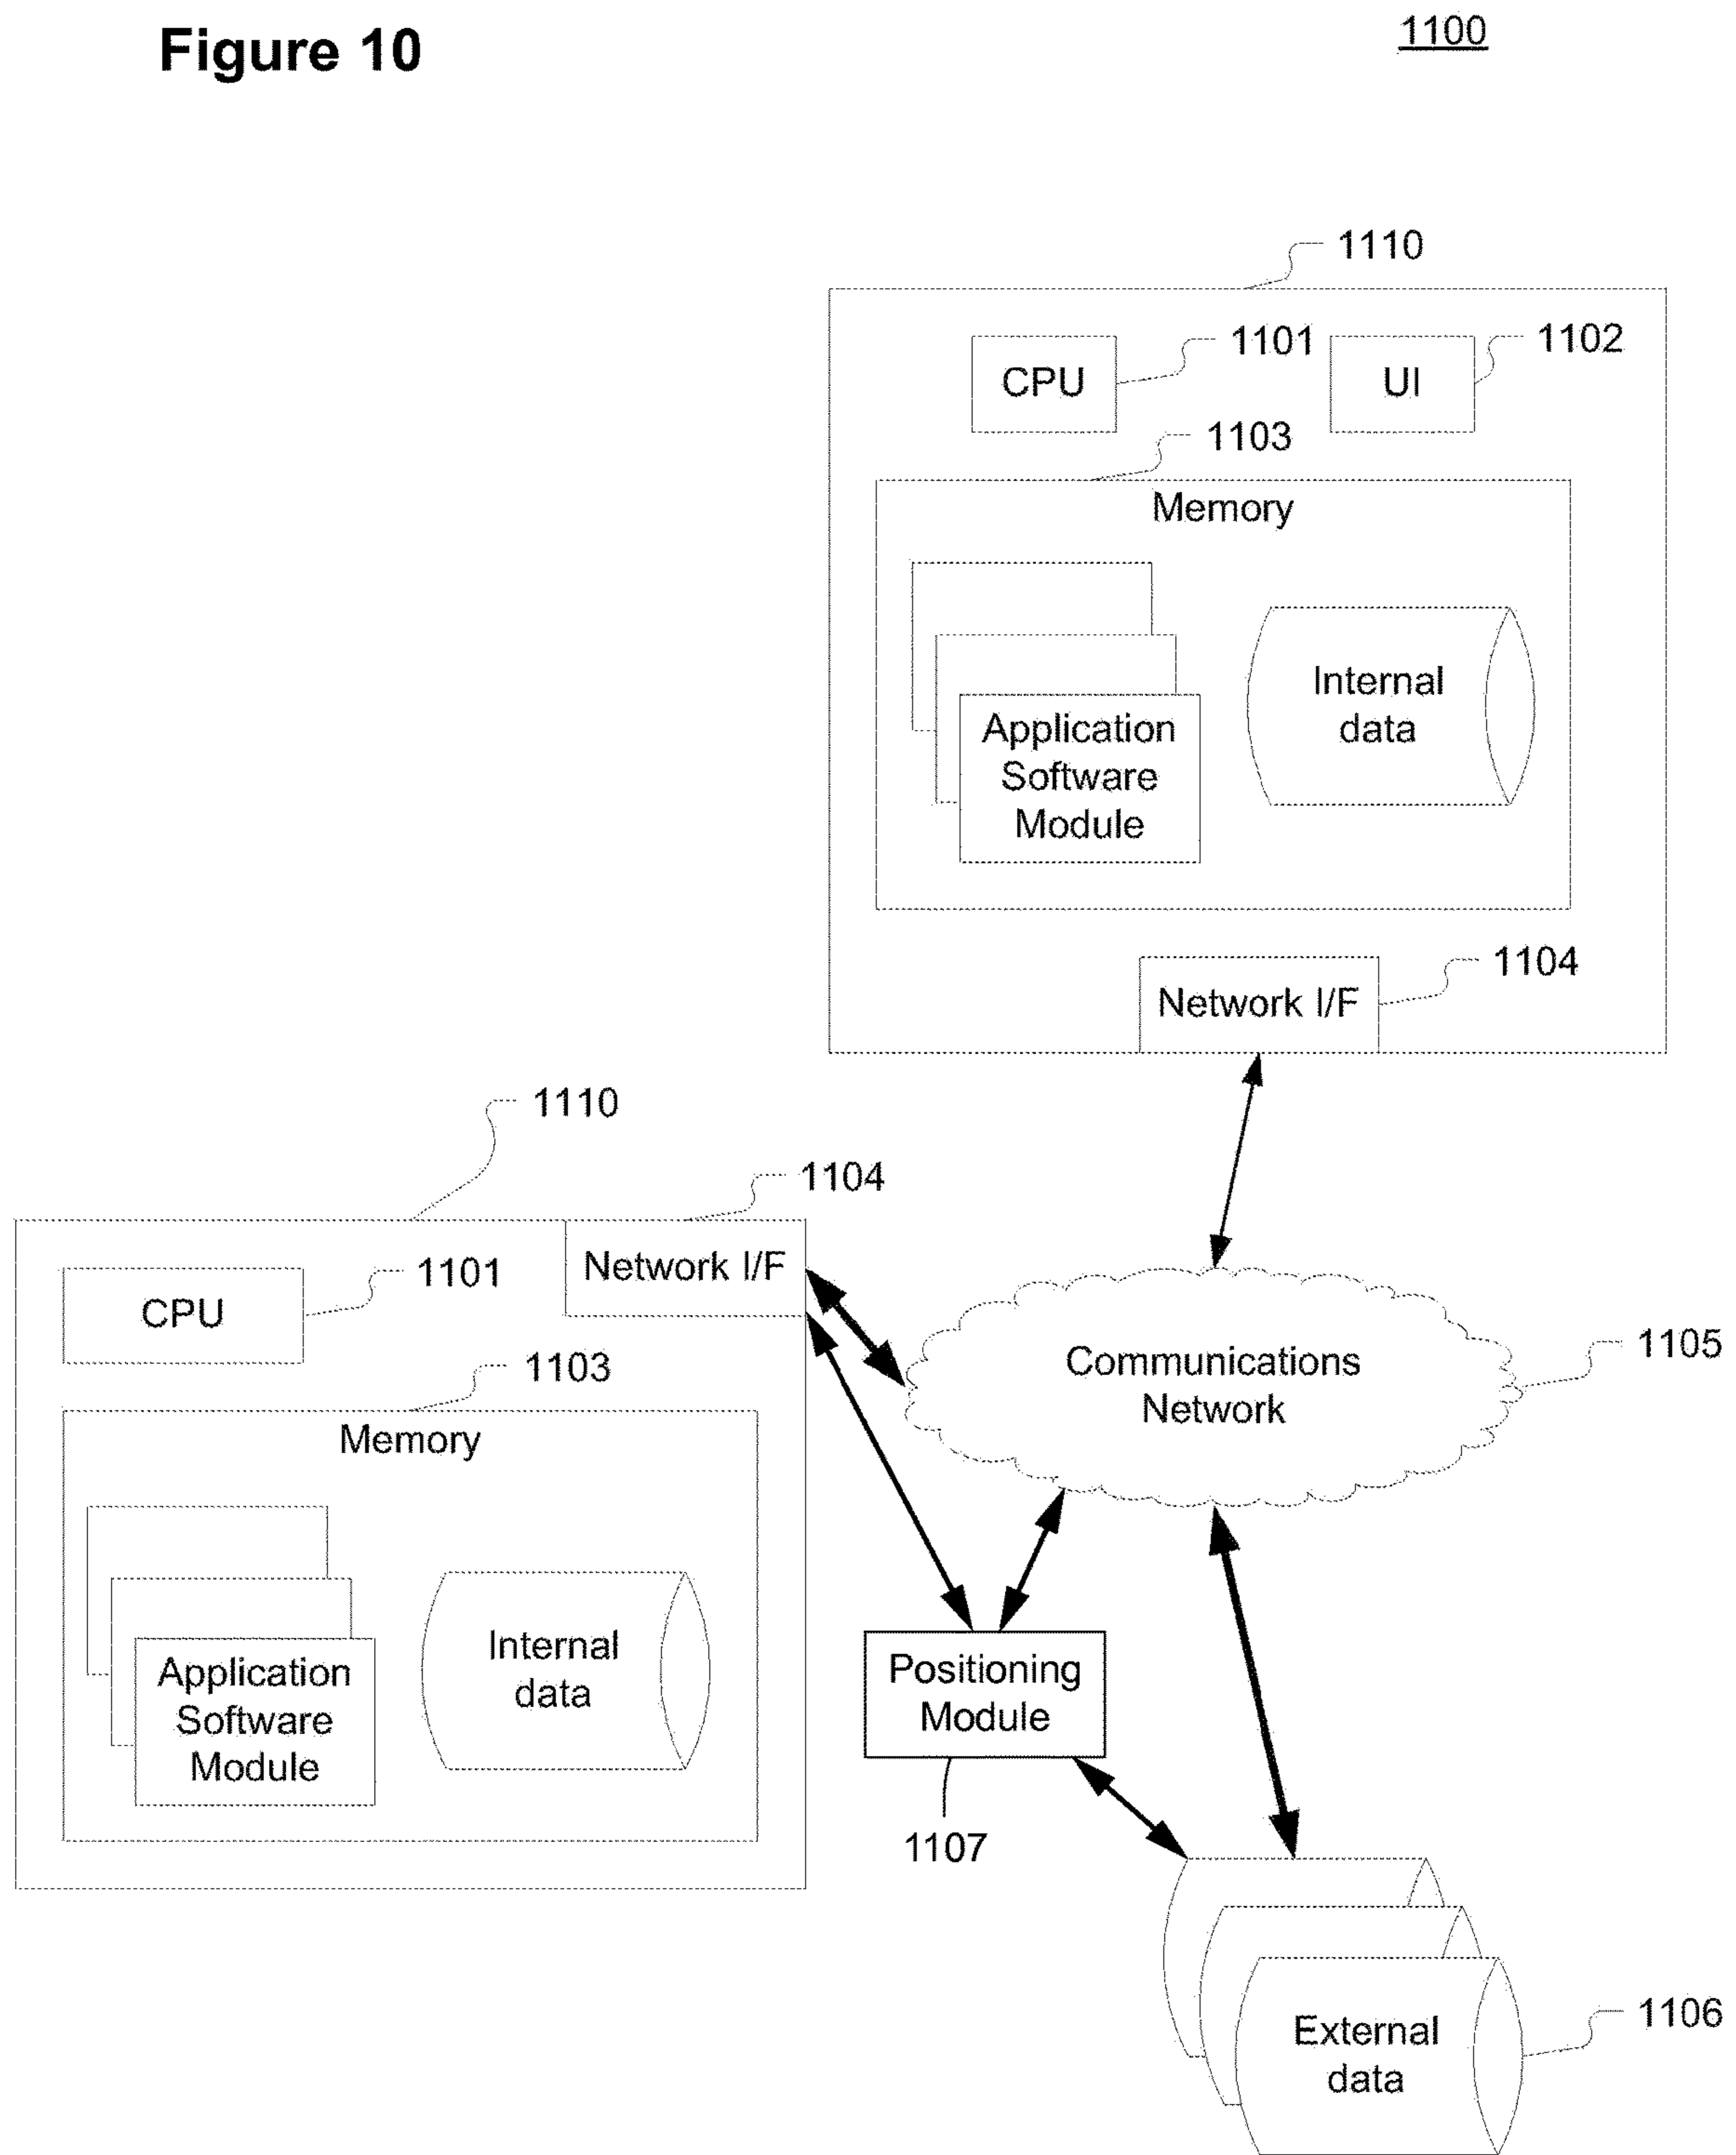 Figure 10
1100
1110
1101
1102
CPU
UI
1103
Memory
Application
Software
Module
Internal
data
1104
Network I/F
1110
1104
Network I/F
1101
CPU
1103
Memory
Application
Software
Module
Internal
data
Communications
Network
1105
Positioning
Module
1107
External
data
1106